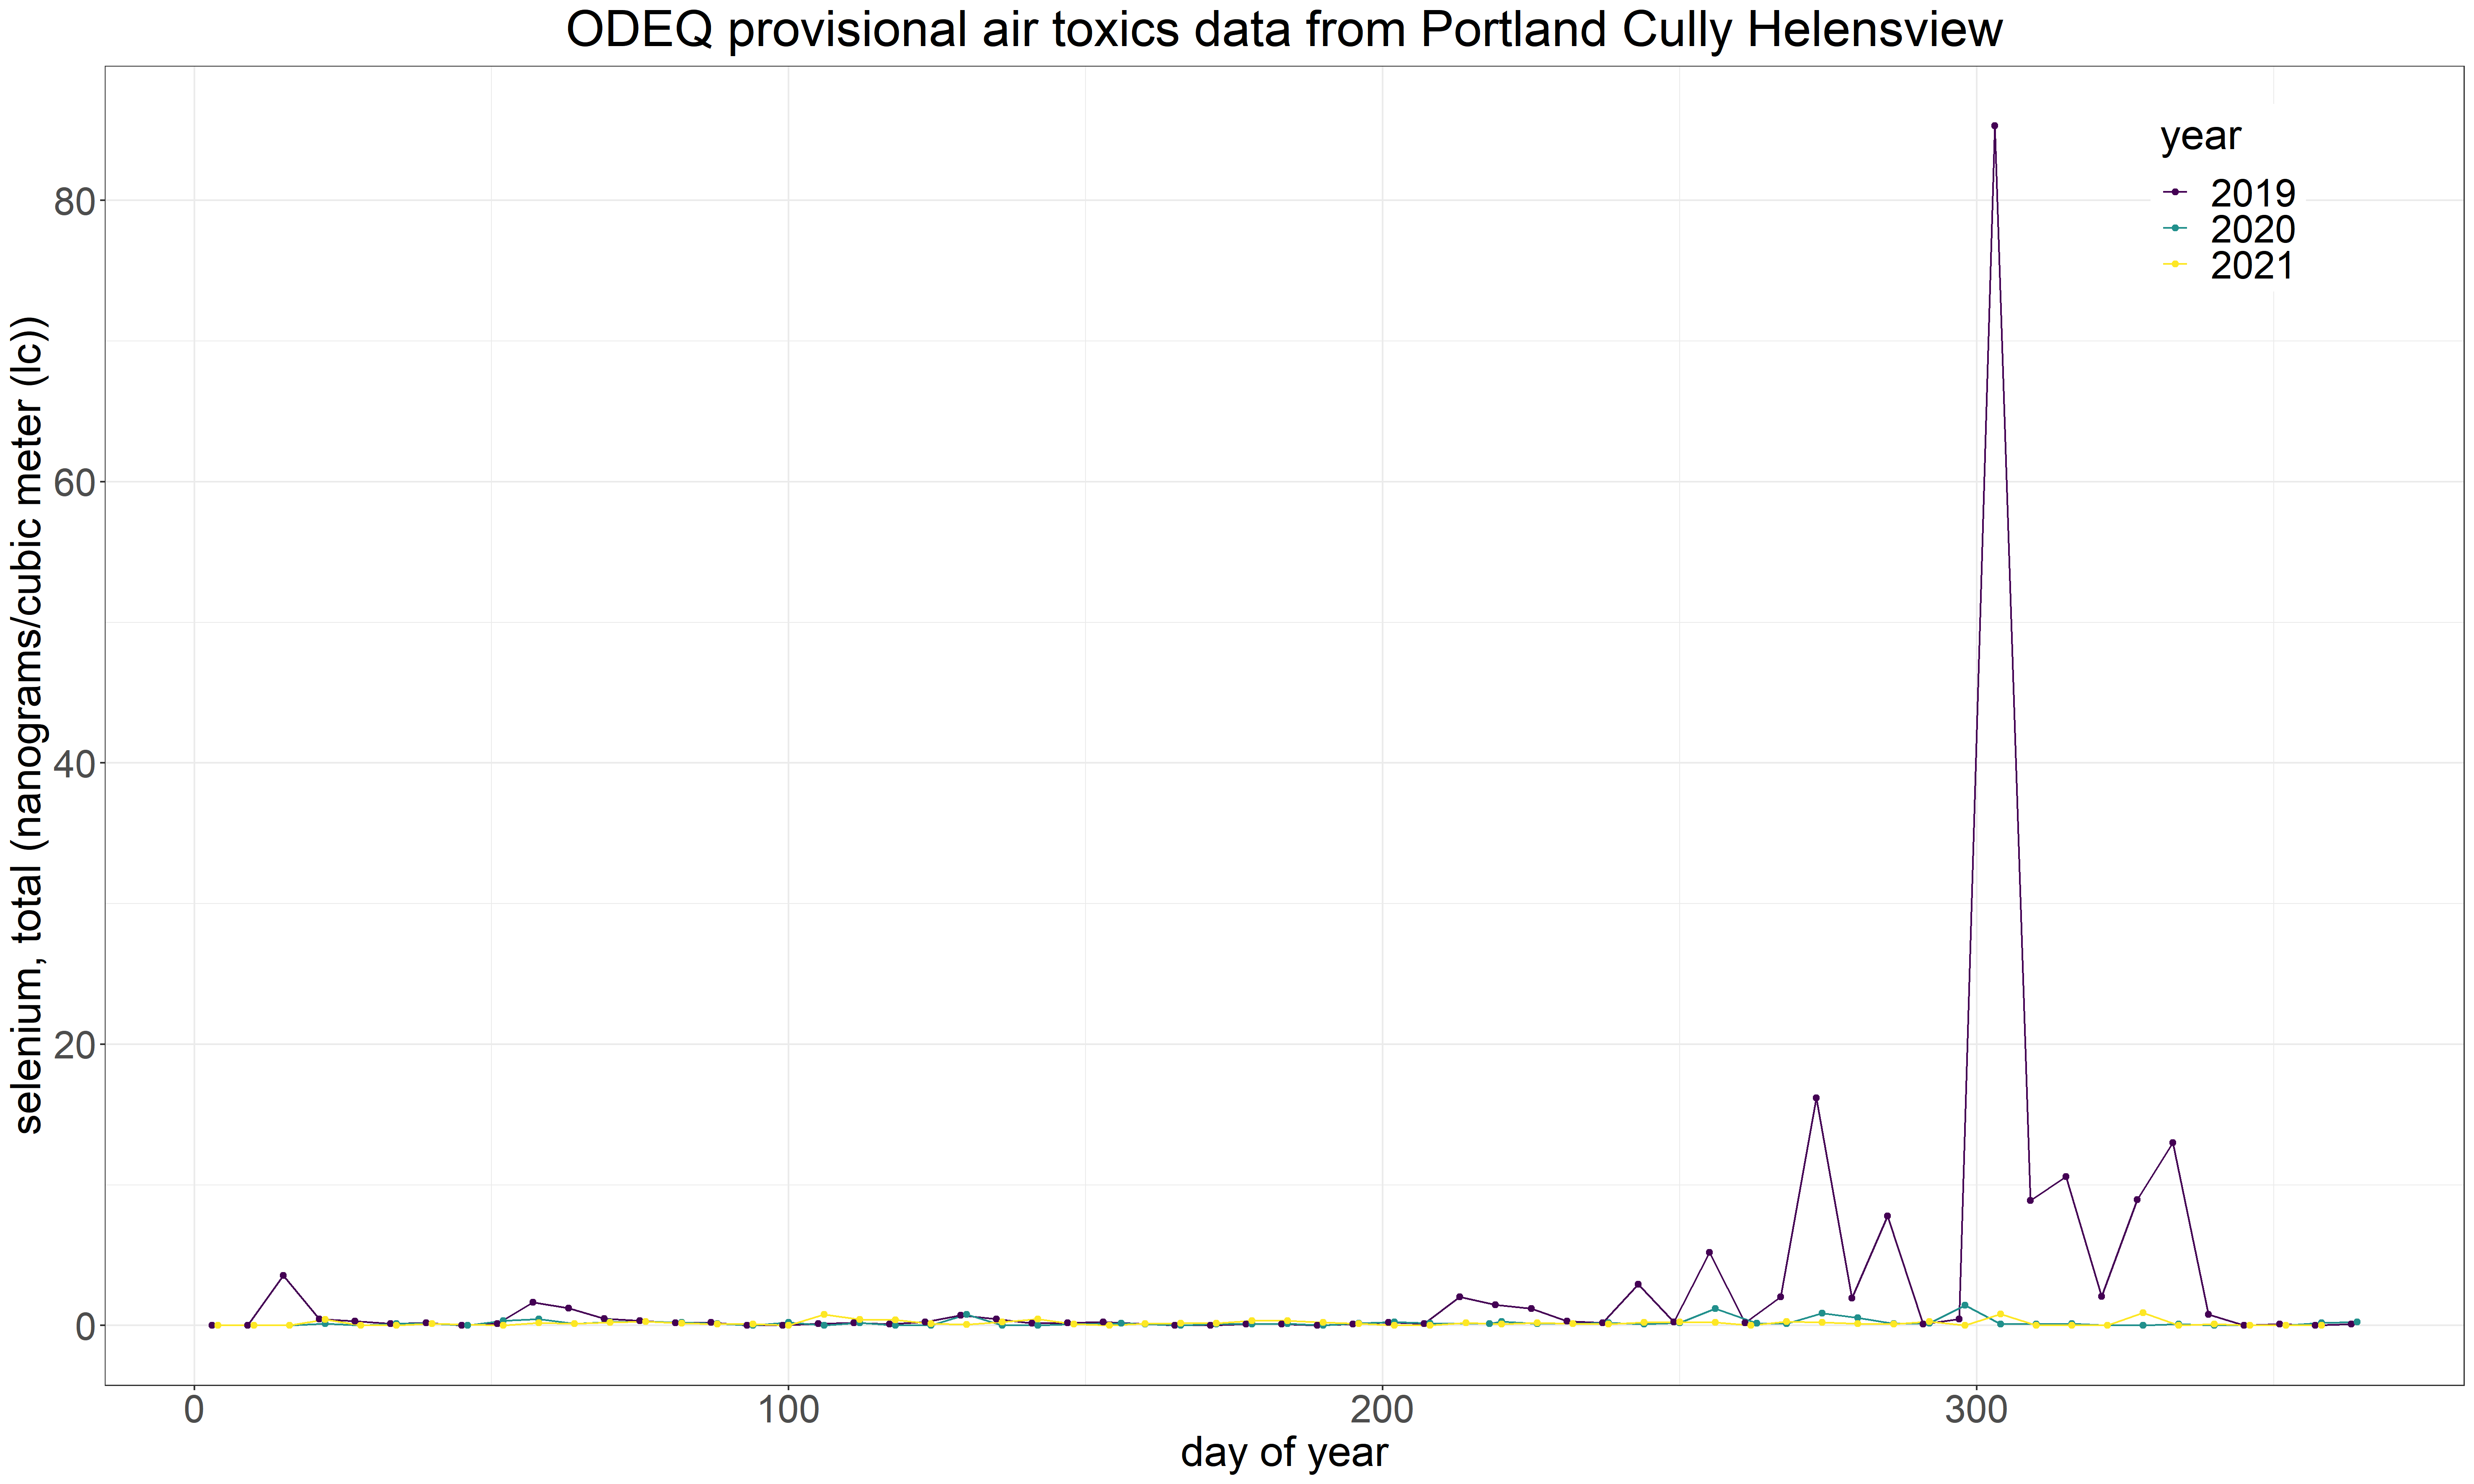 ODEQ provisional air toxics data from Portland Cully Helensview
selenium, total (nanograms/cubic meter (lc))
80
60
40
20
0
year
2019
2020
2021
0 100 200 300
day of year